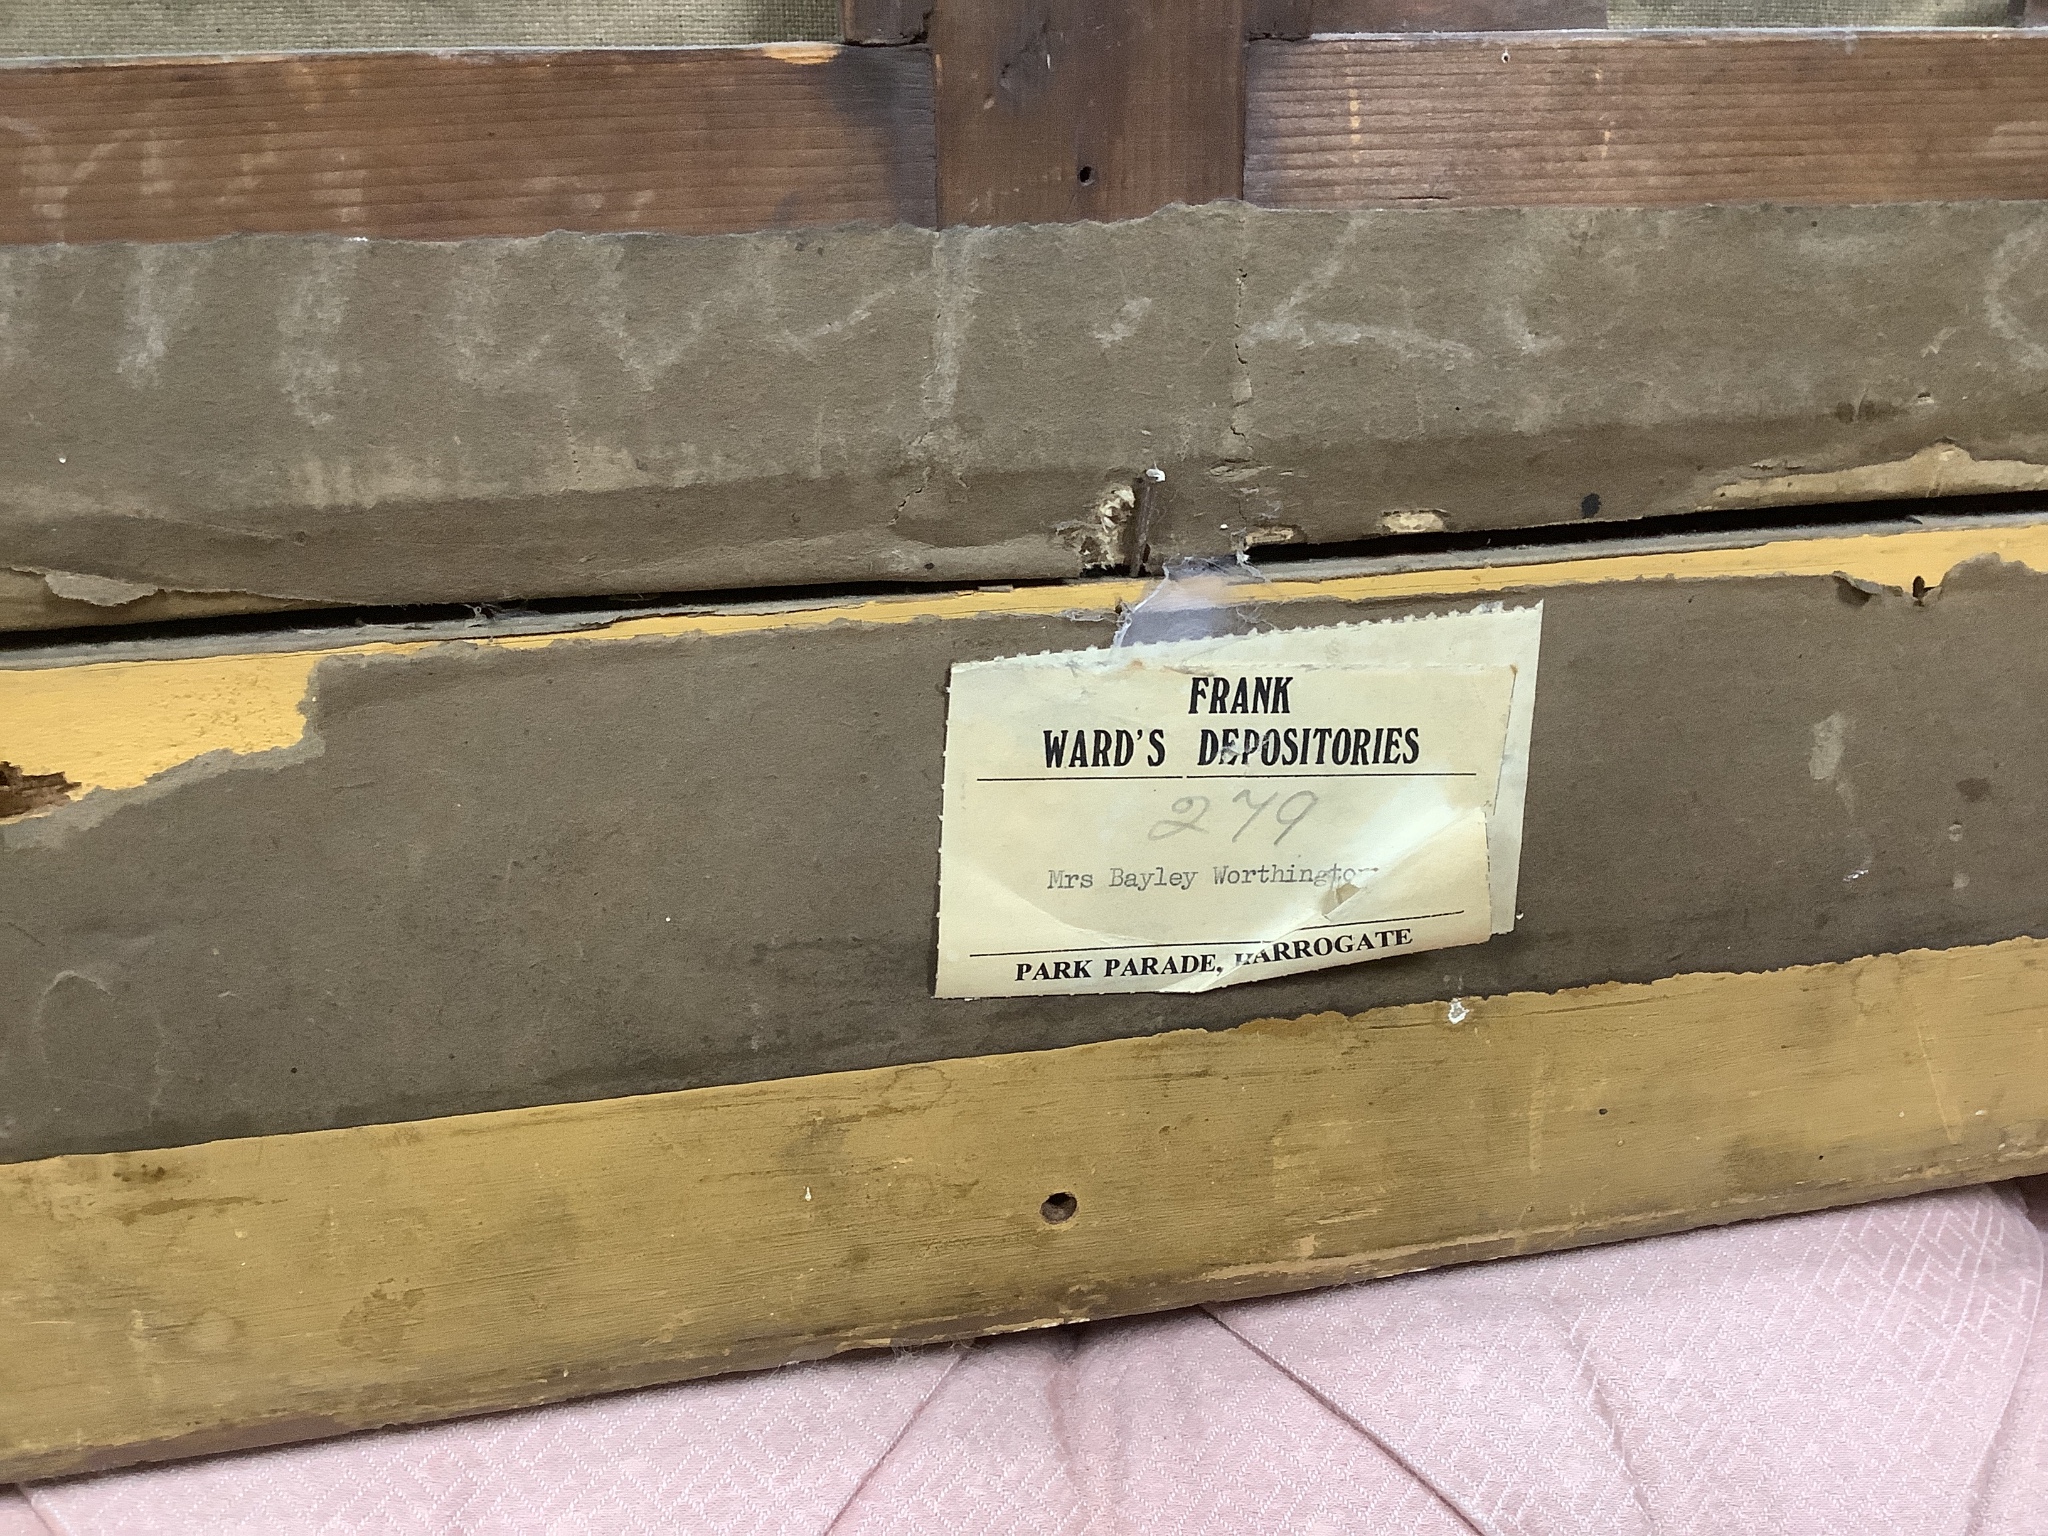 FRANK
WARD'S DEPOSITORIES
279
Mrs Bayley Worthington
PARK PARADE, HARROGATE